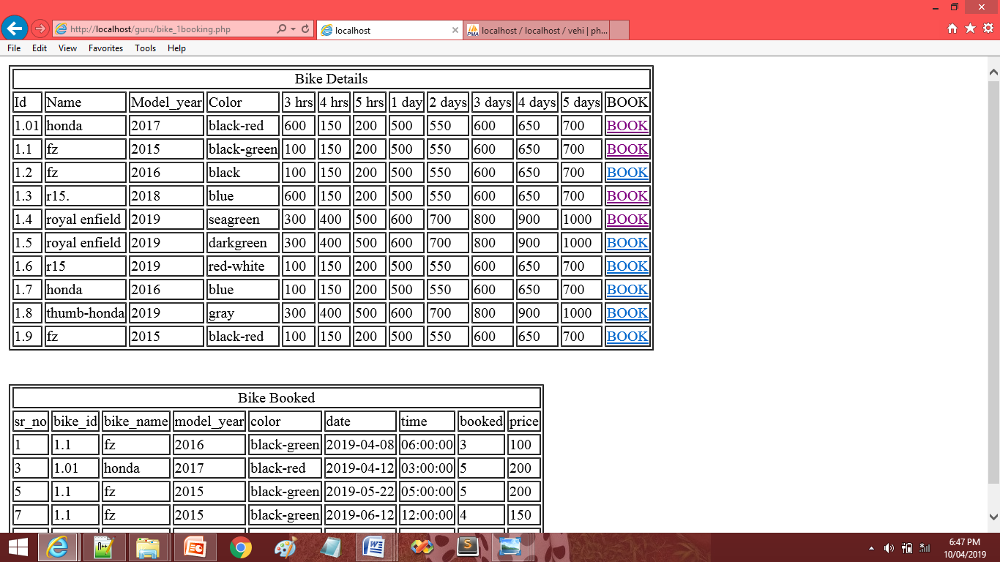 http://localhost/guru/bike_1booking.php
localhost
localhost / localhost / vehi | ph...
File Edit View Favorites Tools Help
Bike Details
Id Name Model_year Color 3 hrs 4 hrs 5 hrs 1 day 2 days 3 days 4 days 5 days BOOK
1.01 honda 2017 black-red 600 150 200 500 550 600 650 700 BOOK
1.1 fz 2015 black-green 100 150 200 500 550 600 650 700 BOOK
1.2 fz 2016 black 100 150 200 500 550 600 650 700 BOOK
1.3 r15. 2018 blue 600 150 200 500 550 600 650 700 BOOK
1.4 royal enfield 2019 seagreen 300 400 500 600 700 800 900 1000 BOOK
1.5 royal enfield 2019 darkgreen 300 400 500 600 700 800 900 1000 BOOK
1.6 r15 2019 red-white 100 150 200 500 550 600 650 700 BOOK
1.7 honda 2016 blue 100 150 200 500 550 600 650 700 BOOK
1.8 thumb-honda 2019 gray 300 400 500 600 700 800 900 1000 BOOK
1.9 fz 2015 black-red 100 150 200 500 550 600 650 700 BOOK
Bike Booked
sr_no bike_id bike_name model_year color date time booked price
1 1.1 fz 2016 black-green 2019-04-08 06:00:00 3 100
3 1.01 honda 2017 black-red 2019-04-12 03:00:00 5 200
5 1.1 fz 2015 black-green 2019-05-22 05:00:00 5 200
7 1.1 fz 2015 black-green 2019-06-12 12:00:00 4 150
6:47 PM
10/04/2019